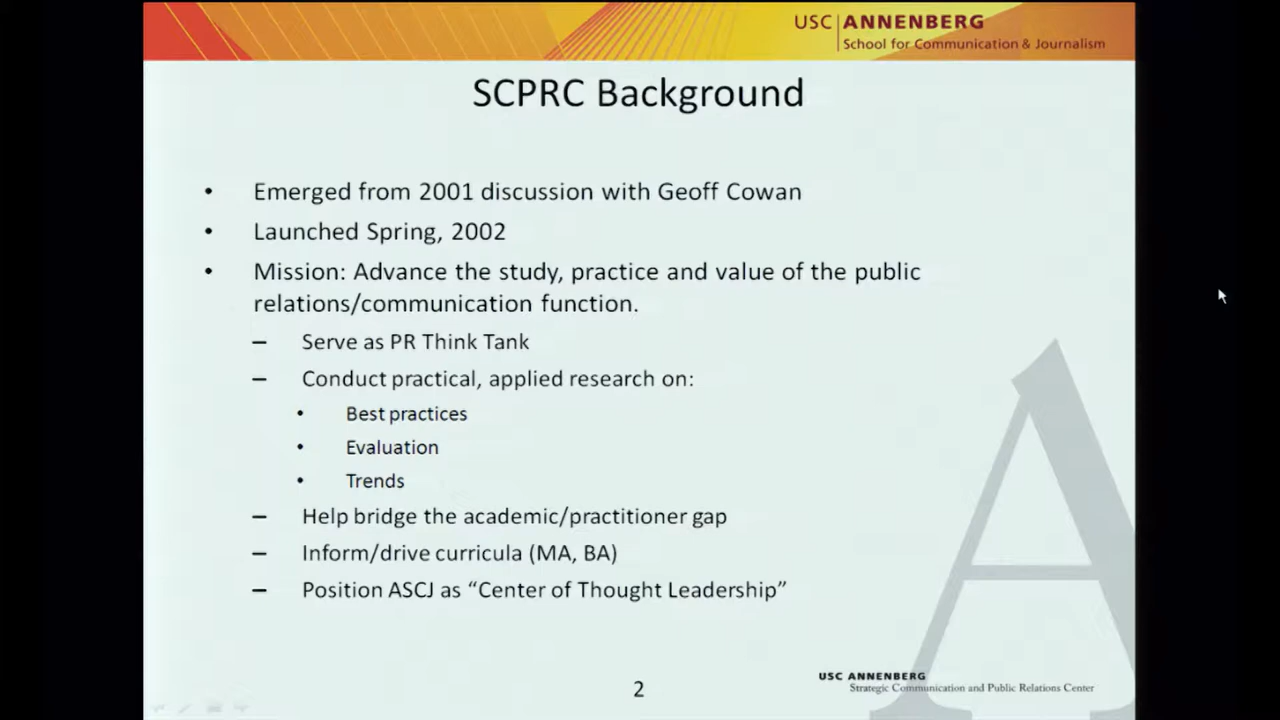 USC ANNENBERG
School for Communication & Journalism
SCPRC Background
• Emerged from 2001 discussion with Geoff Cowan
• Launched Spring, 2002
• Mission: Advance the study, practice and value of the public
relations/communication function.
– Serve as PR Think Tank
– Conduct practical, applied research on:
• Best practices
• Evaluation
• Trends
– Help bridge the academic/practitioner gap
– Inform/drive curricula (MA, BA)
– Position ASCJ as “Center of Thought Leadership”
A
2
USC ANNENBERG
Strategic Communication and Public Relations Center